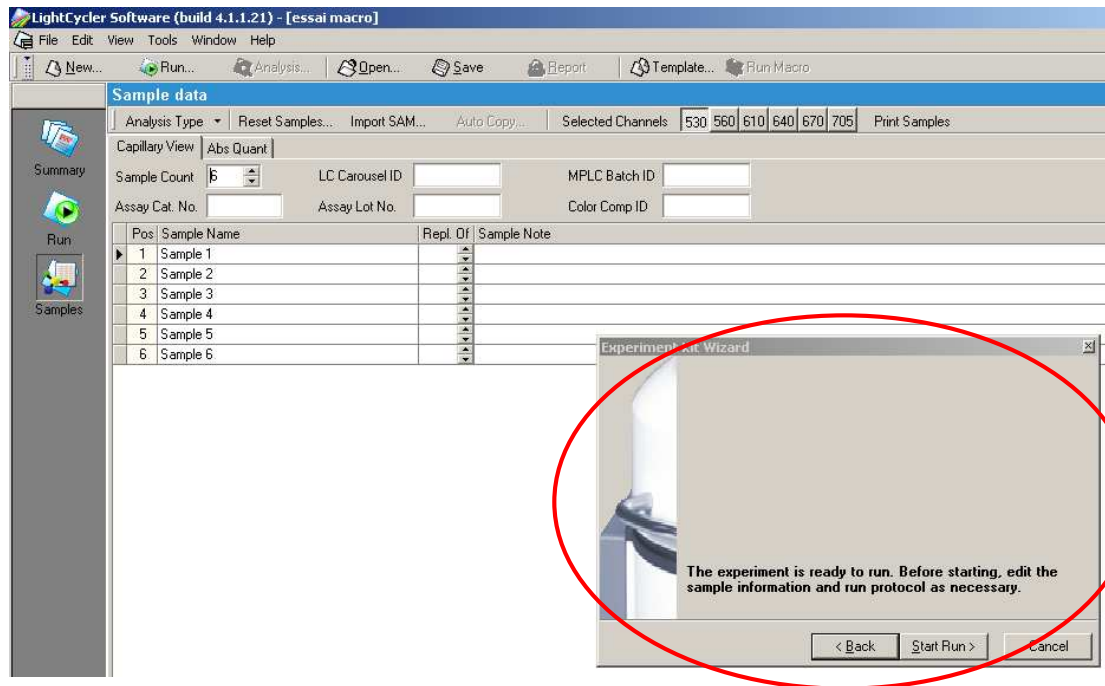 LightCycler Software (build 4.1.1.21) - [essai macro]
File Edit View Tools Window Help
New... Run... Analysis... Open... Save Report Template... Run Macro
Sample data
Analysis Type Reset Samples... Import SAM... Auto Copy... Selected Channels 530 560 610 640 670 705 Print Samples
Capillary View Abs Quant
Summary
Sample Count 6 LC Carousel ID MPLC Batch ID
Assay Cat. No. Assay Lot No. Color Comp ID
Run
Pos Sample Name Repl. Of Sample Note
1 Sample 1
2 Sample 2
3 Sample 3
Samples
4 Sample 4
5 Sample 5
6 Sample 6
Experiment Kit Wizard
The experiment is ready to run. Before starting, edit the
sample information and run protocol as necessary.
< Back Start Run > Cancel